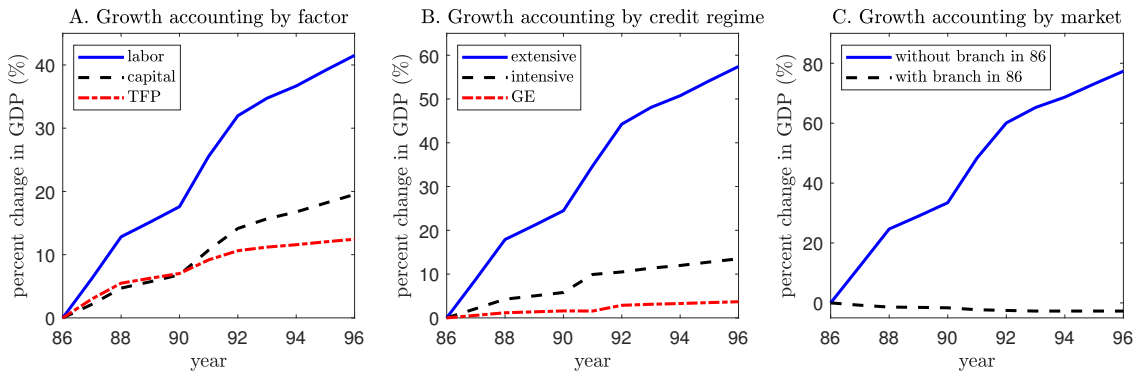 A. Growth accounting by factor
percent change in GDP (%)
40
30
20
10
0
labor
capital
TFP
86 88 90 92 94 96
year
B. Growth accounting by credit regime
percent change in GDP (%)
60
50
40
30
20
10
0
extensive
intensive
GE
86 88 90 92 94 96
year
C. Growth accounting by market
percent change in GDP (%)
80
60
40
20
0
without branch in 86
with branch in 86
86 88 90 92 94 96
year